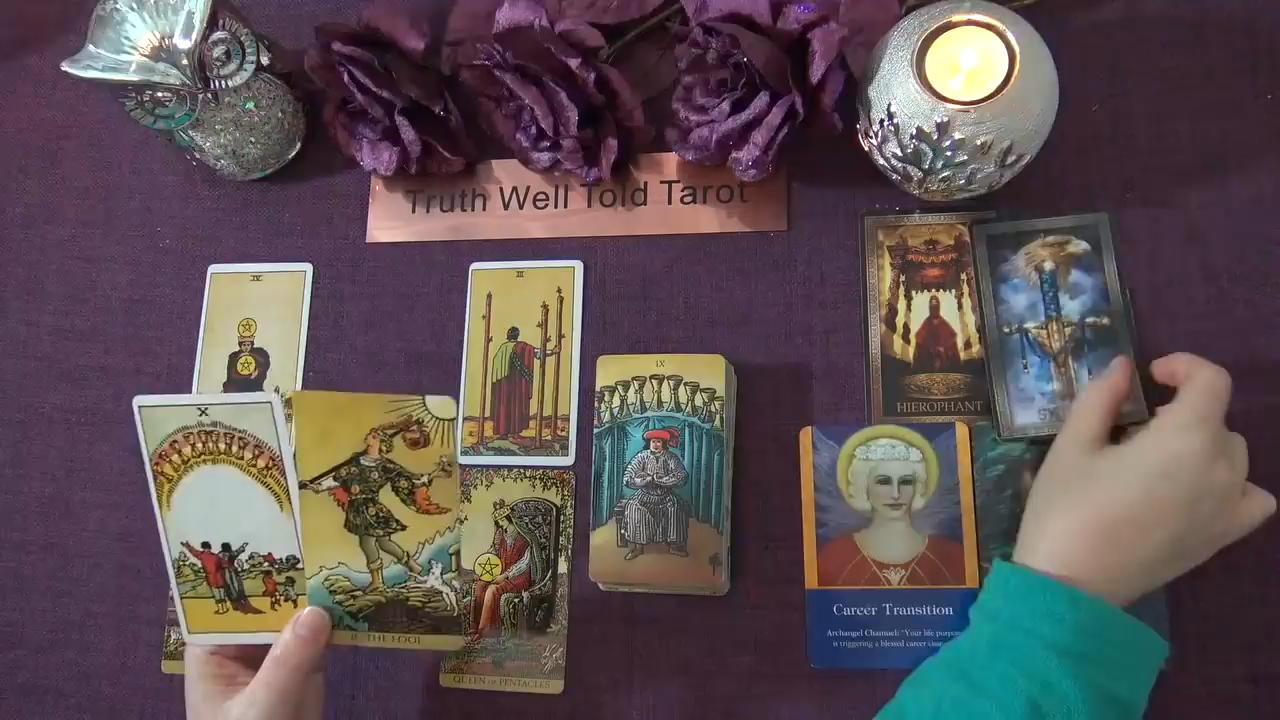 Truth Well Told Tarot
IV
III
IX
X
HIEROPHANT
THE FOOL
QUEEN OF PENTACLES
Career Transition
Archangel Chamuel: "Your life purpose
is triggering a blessed career